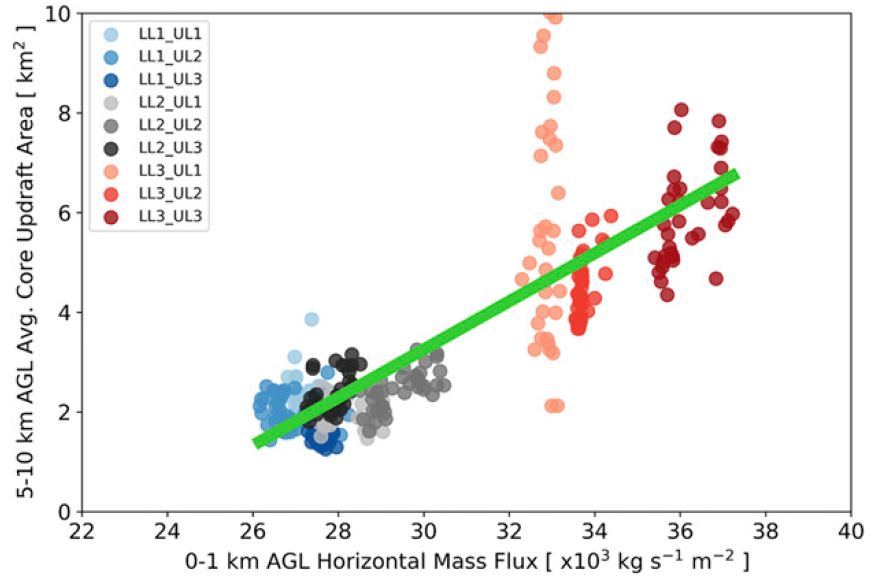 10
8
6
4
2
0
5-10 km AGL Avg. Core Updraft Area [ km² ]
LL1_UL1
LL1_UL2
LL1_UL3
LL2_UL1
LL2_UL2
LL2_UL3
LL3_UL1
LL3_UL2
LL3_UL3
22 24 26 28 30 32 34 36 38 40
0-1 km AGL Horizontal Mass Flux [ x10³ kg s⁻¹ m⁻² ]